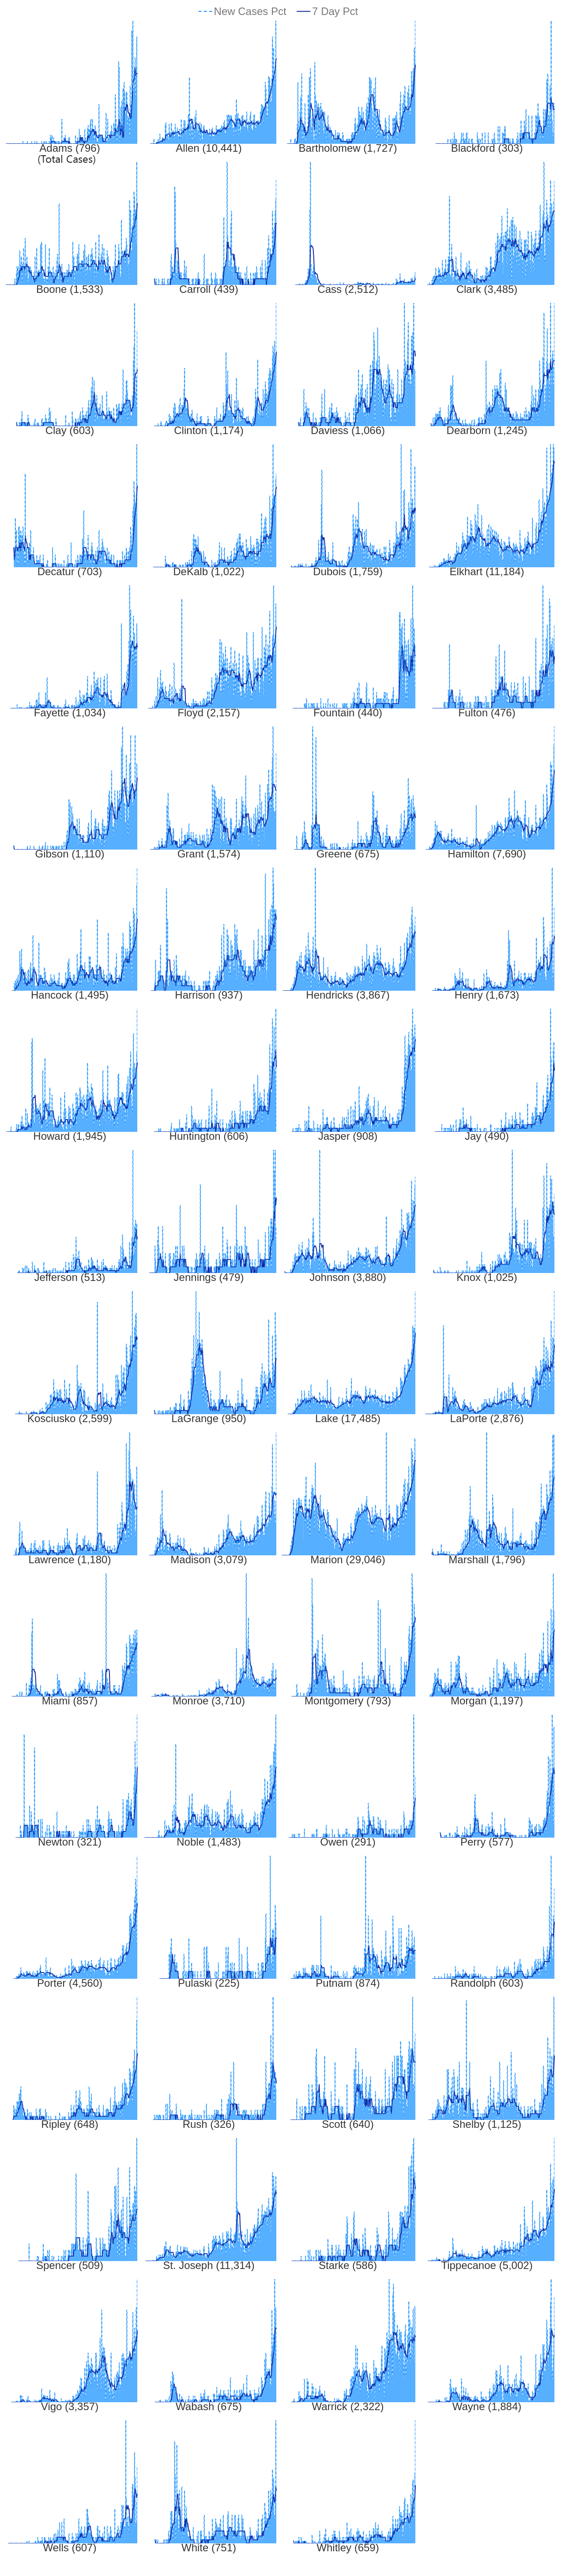 New Cases Pct 7 Day Pct
Adams (796) Allen (10,441) Bartholomew (1,727) Blackford (303)
(Total Cases)
Boone (1,533) Carroll (439) Cass (2,512) Clark (3,485)
Clay (603) Clinton (1,174) Daviess (1,066) Dearborn (1,245)
Decatur (703) DeKalb (1,022) Dubois (1,759) Elkhart (11,184)
Fayette (1,034) Floyd (2,157) Fountain (440) Fulton (476)
Gibson (1,110) Grant (1,574) Greene (675) Hamilton (7,690)
Hancock (1,495) Harrison (937) Hendricks (3,867) Henry (1,673)
Howard (1,945) Huntington (606) Jasper (908) Jay (490)
Jefferson (513) Jennings (479) Johnson (3,880) Knox (1,025)
Kosciusko (2,599) LaGrange (950) Lake (17,485) LaPorte (2,876)
Lawrence (1,180) Madison (3,079) Marion (29,046) Marshall (1,796)
Miami (857) Monroe (3,710) Montgomery (793) Morgan (1,197)
Newton (321) Noble (1,483) Owen (291) Perry (577)
Porter (4,560) Pulaski (225) Putnam (874) Randolph (603)
Ripley (648) Rush (326) Scott (640) Shelby (1,125)
Spencer (509) St. Joseph (11,314) Starke (586) Tippecanoe (5,002)
Vigo (3,357) Wabash (675) Warrick (2,322) Wayne (1,884)
Wells (607) White (751) Whitley (659)